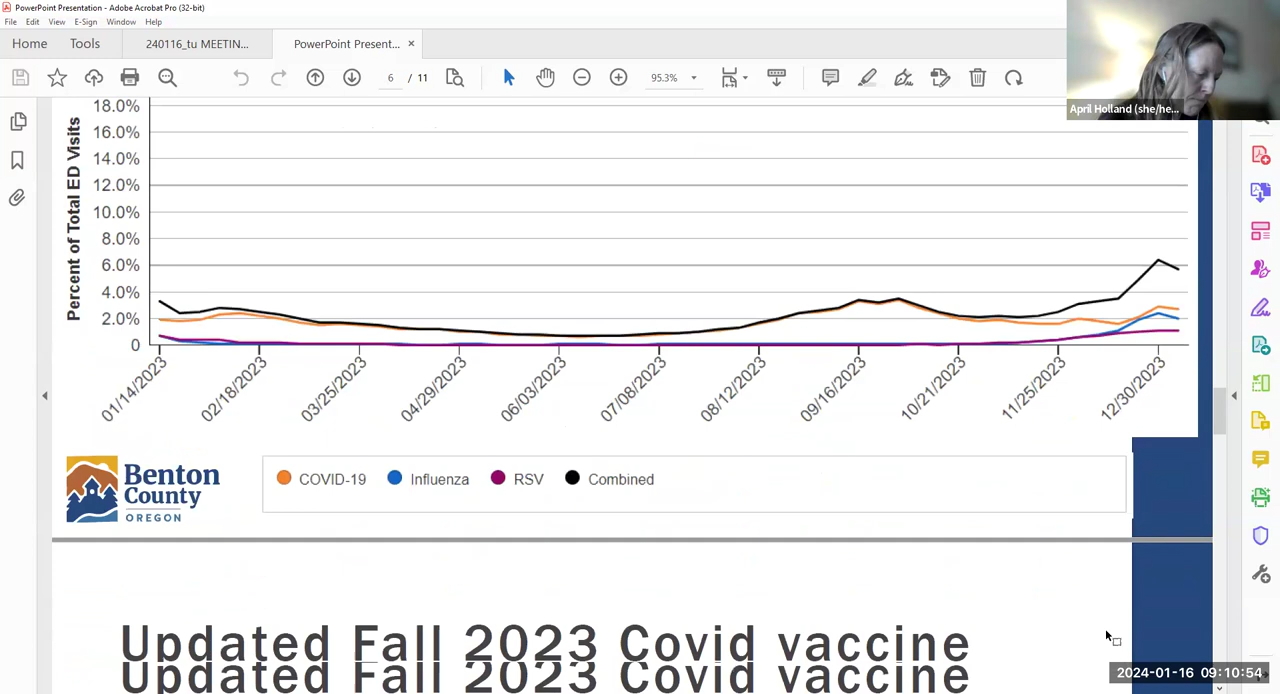 PowerPoint Presentation - Adobe Acrobat Pro (32-bit)
File Edit View E-Sign Window Help
Home Tools 240116_tu MEETIN... PowerPoint Present... ×
6 / 11 95.3%
April Holland (she/he...
Percent of Total ED Visits
18.0%
16.0%
14.0%
12.0%
10.0%
8.0%
6.0%
4.0%
2.0%
0
01/14/2023 02/18/2023 03/25/2023 04/29/2023 06/03/2023 07/08/2023 08/12/2023 09/16/2023 10/21/2023 11/25/2023 12/30/2023
Benton
County
OREGON
COVID-19 Influenza RSV Combined
Updated Fall 2023 Covid vaccine
Updated Fall 2023 Covid vaccine
2024-01-16 09:10:54